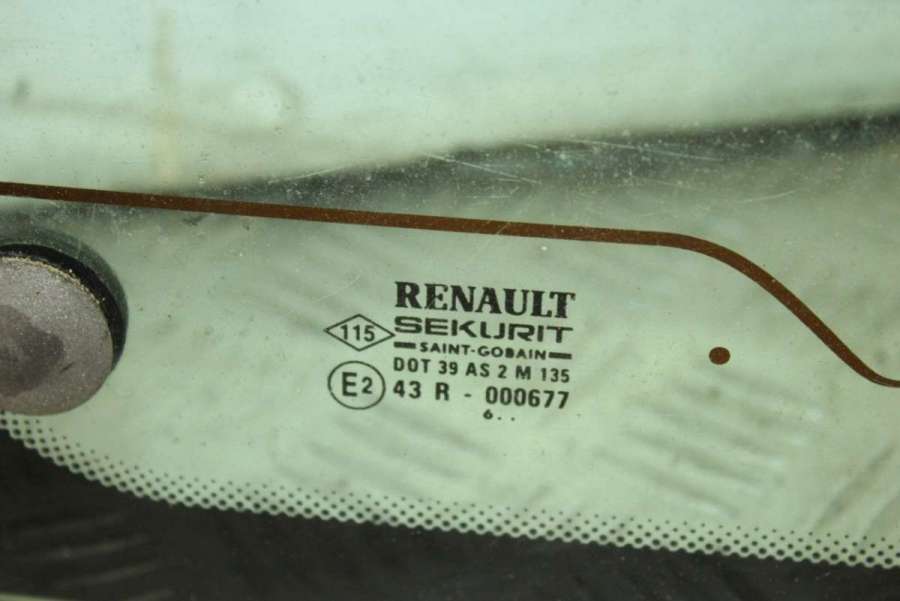 RENAULT
115 SEKURIT
SAINT-GOBAIN
DOT 39 AS 2 M 135
E2 43 R - 000677
6..